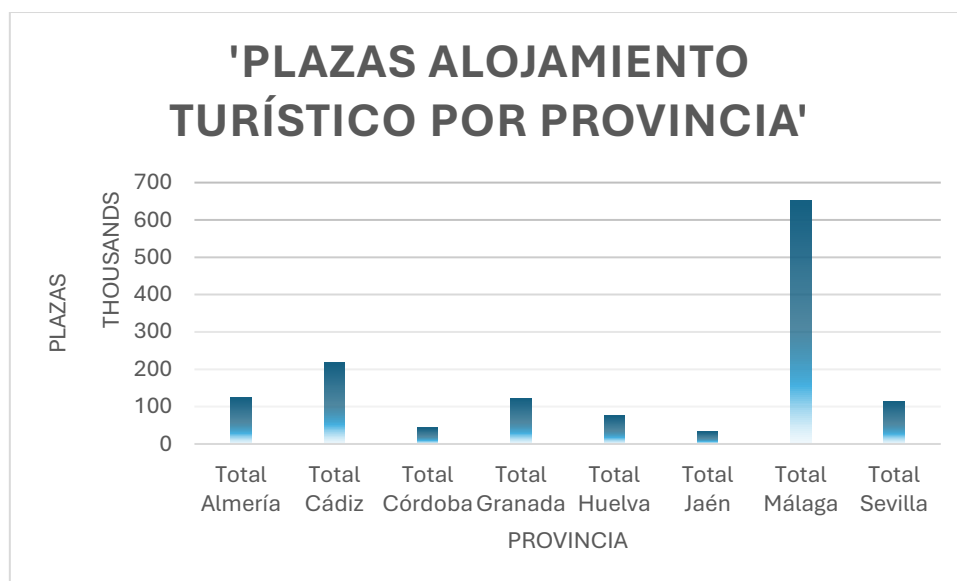 'PLAZAS ALOJAMIENTO
TURÍSTICO POR PROVINCIA'
PLAZAS
THOUSANDS
700
600
500
400
300
200
100
0
Total
Almería
Total
Cádiz
Total
Córdoba
Total
Granada
Total
Huelva
Total
Jaén
Total
Málaga
Total
Sevilla
PROVINCIA